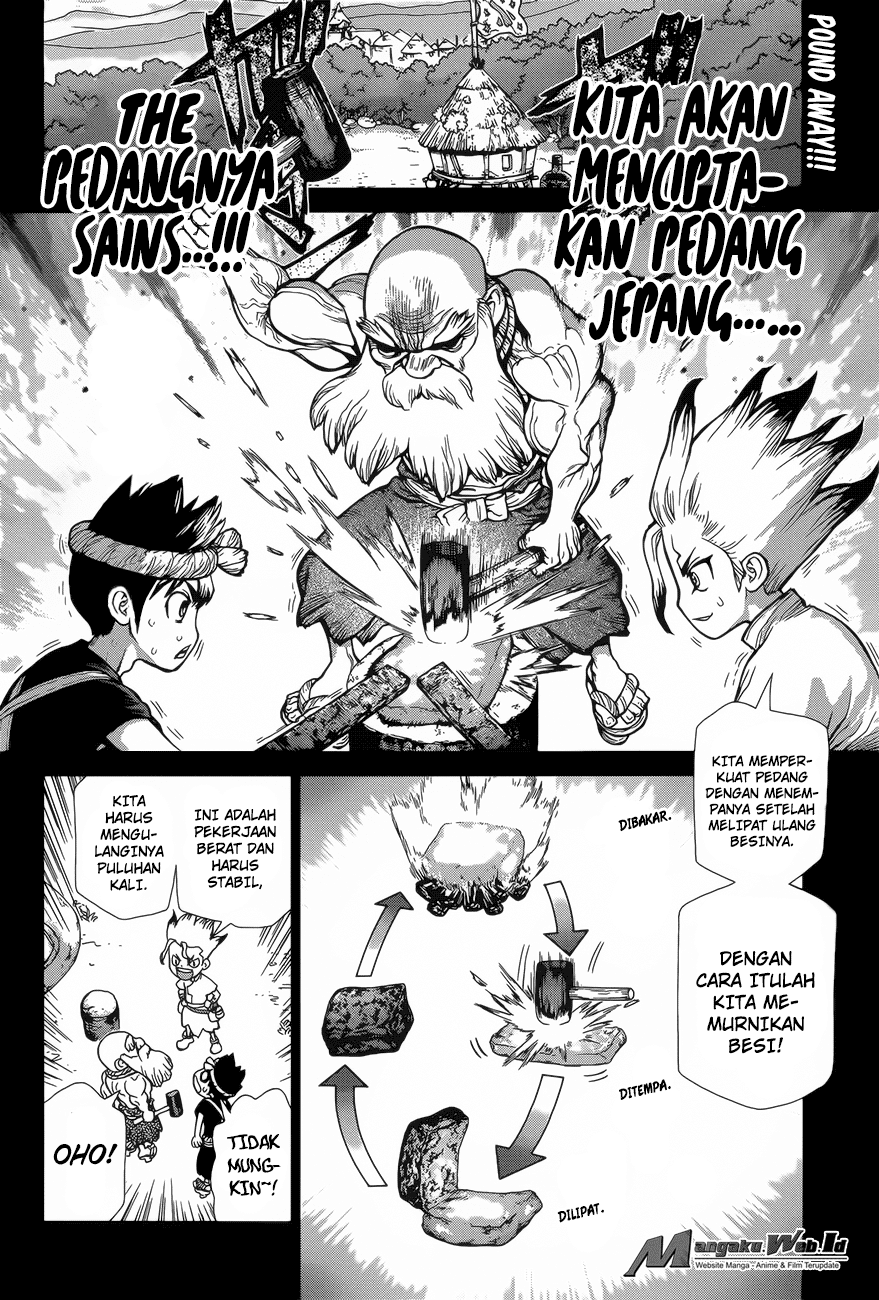 POUND AWAY!!!
KITA AKAN
MENCIPTA-
KAN PEDANG
JEPANG......
THE
PEDANGNYA
SAINS...!!!
KITA MEMPER-
KUAT PEDANG
DENGAN MENEM-
PANYA SETELAH
MELIPAT ULANG
BESINYA.
DENGAN
CARA ITULAH
KITA ME-
MURNIKAN
BESI!
DIBAKAR.
DITEMPA.
DILIPAT.
INI ADALAH
PEKERJAAN
BERAT DAN
HARUS
STABIL,
KITA
HARUS
MENGU-
LANGINYA
PULUHAN
KALI.
TIDAK
MUNG-
KIN~!
OHO!
Mangaku.Web.Id
Website Manga - Anime & Film Terupdate